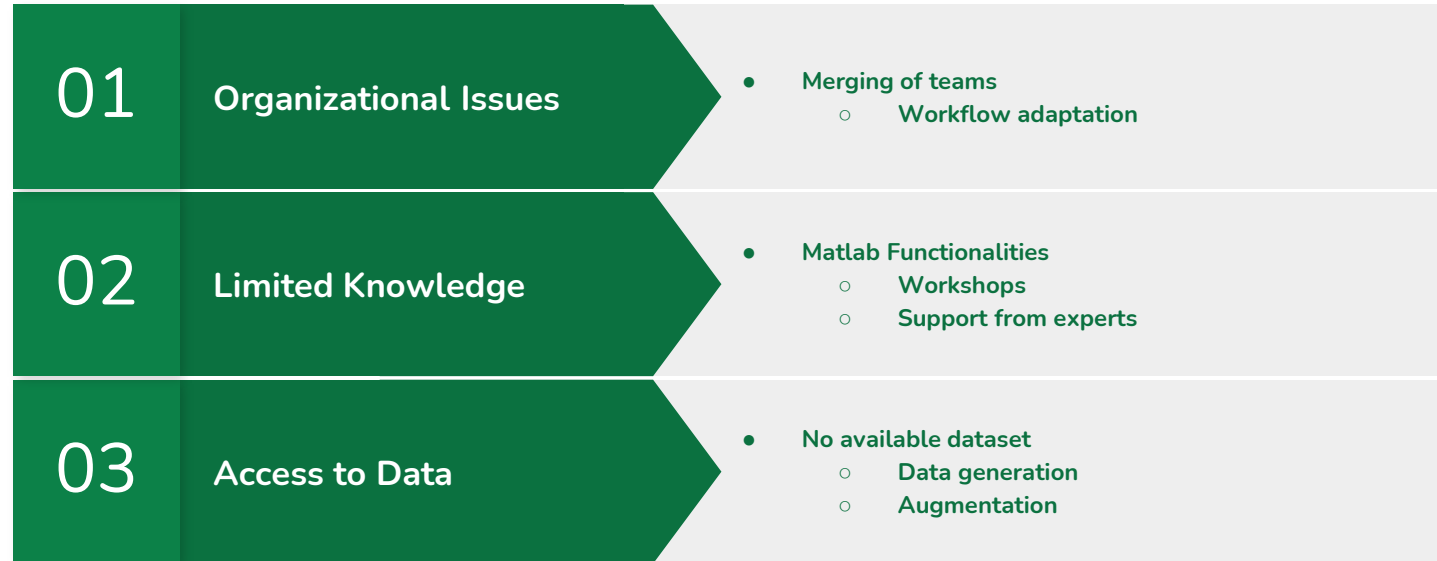 01
Organizational Issues
● Merging of teams
○ Workflow adaptation
02
Limited Knowledge
● Matlab Functionalities
○ Workshops
○ Support from experts
03
Access to Data
● No available dataset
○ Data generation
○ Augmentation